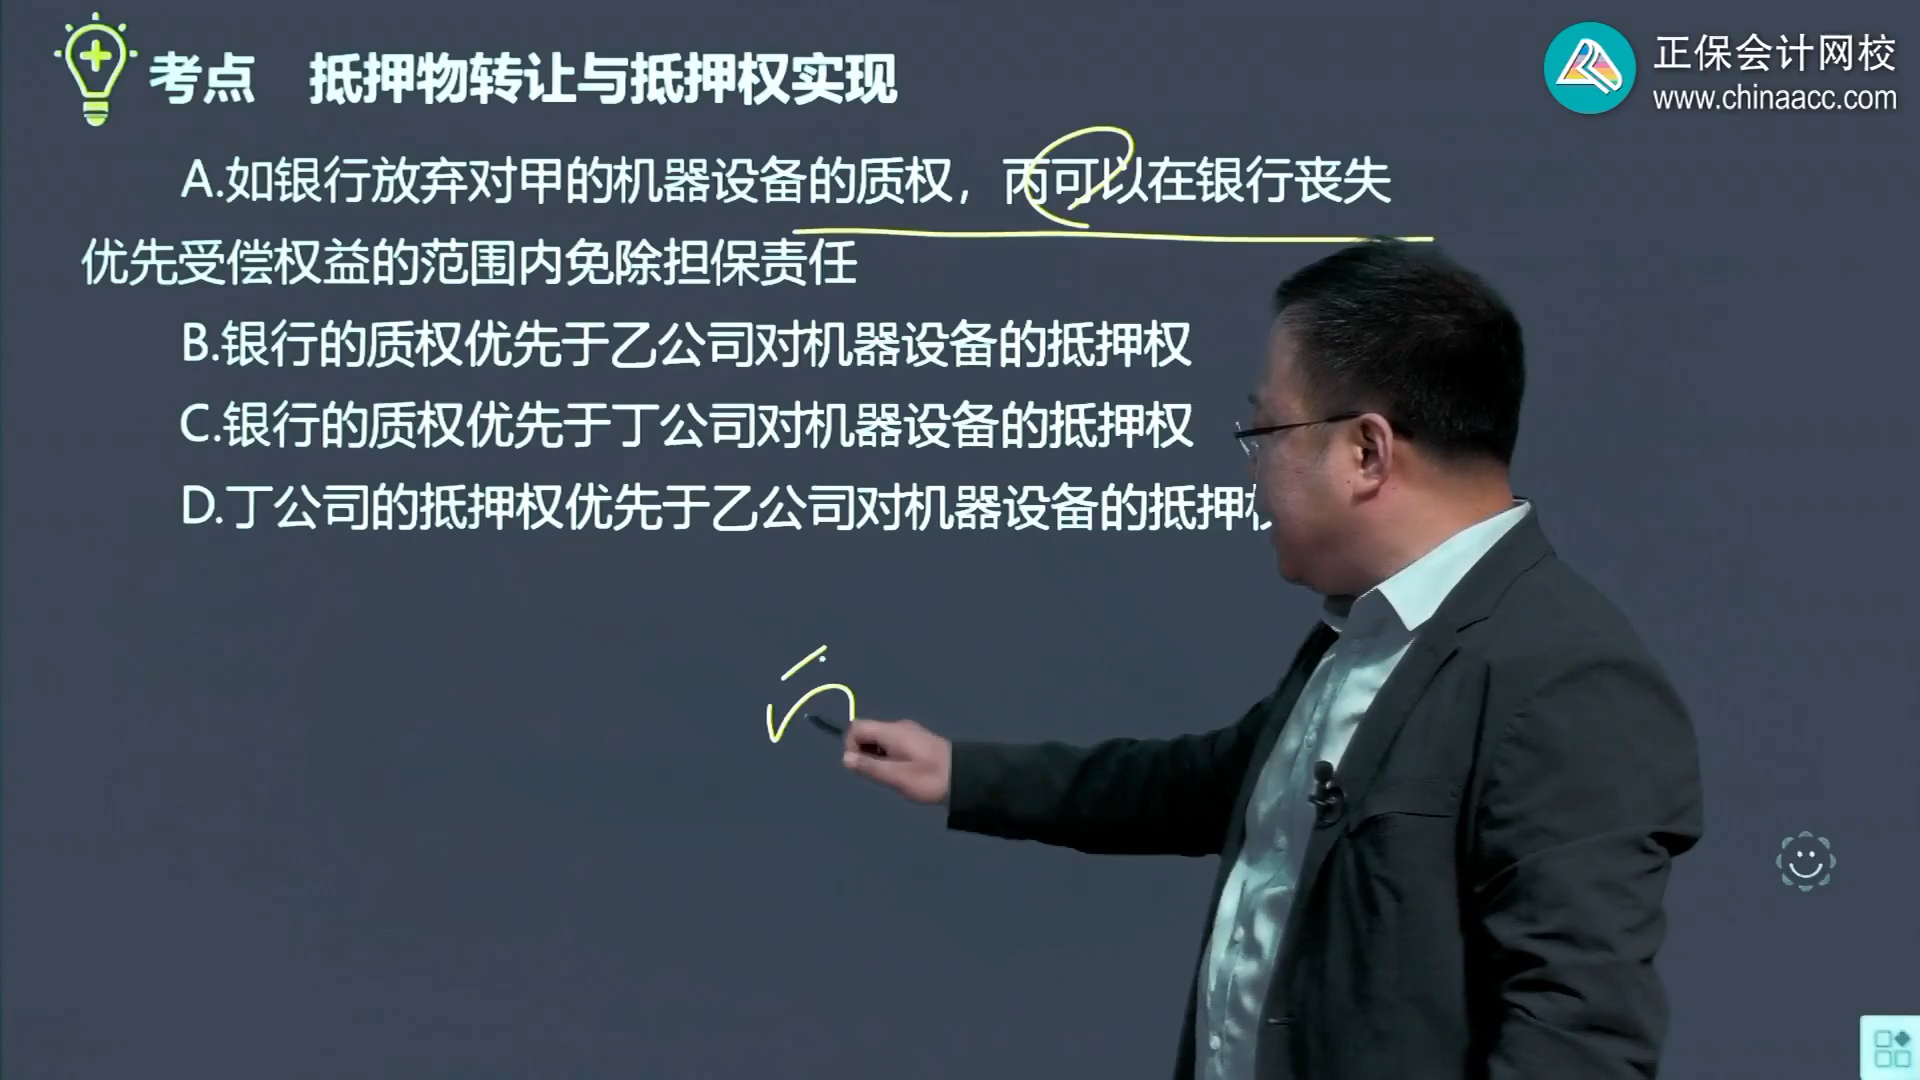 考点 抵押物转让与抵押权实现
正保会计网校
www.chinaacc.com
A.如银行放弃对甲的机器设备的质权，丙可以在银行丧失
优先受偿权益的范围内免除担保责任
B.银行的质权优先于乙公司对机器设备的抵押权
C.银行的质权优先于丁公司对机器设备的抵押权
D.丁公司的抵押权优先于乙公司对机器设备的抵押